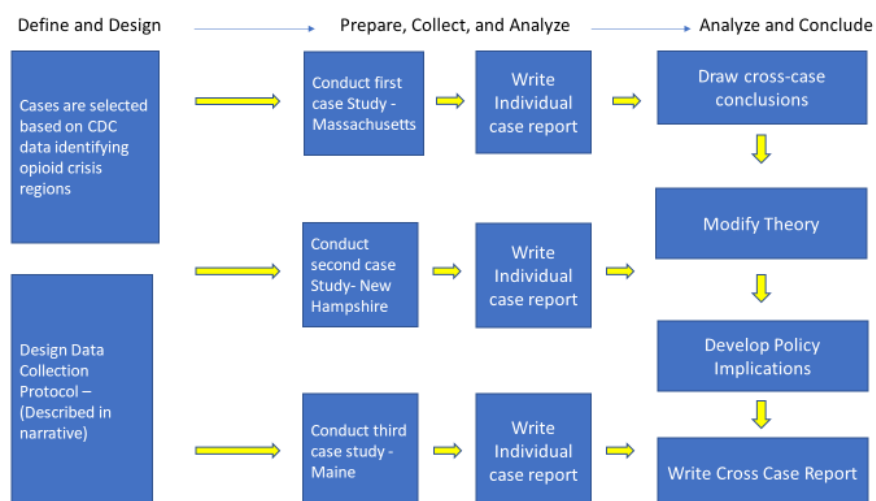 Define and Design
Prepare, Collect, and Analyze
Analyze and Conclude
Cases are selected
based on CDC
data identifying
opioid crisis
regions
Conduct first
case Study -
Massachusetts
Write
Individual
case report
Draw cross-case
conclusions
Modify Theory
Conduct
second case
Study- New
Hampshire
Write
Individual
case report
Design Data
Collection
Protocol –
(Described in
narrative)
Develop Policy
Implications
Conduct third
case study -
Maine
Write
Individual
case report
Write Cross Case Report